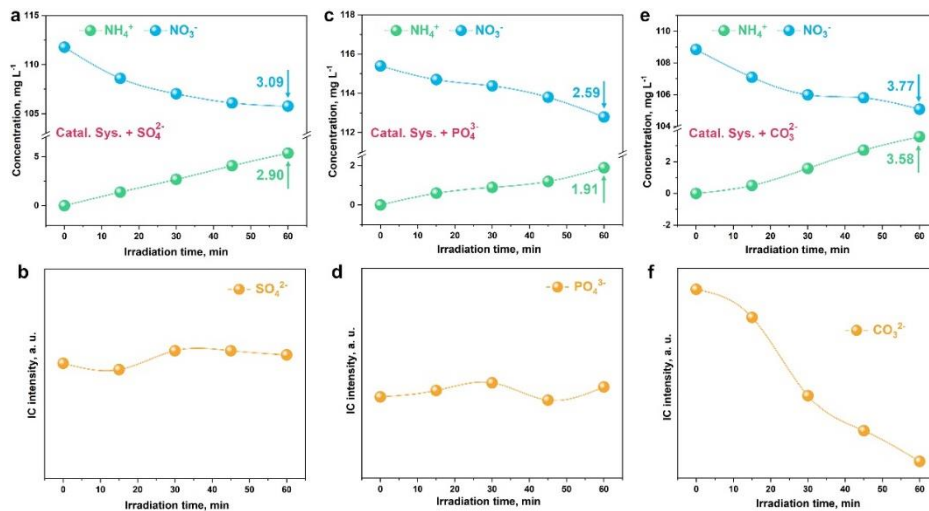 a
NH₄⁺ NO₃⁻
Concentration, mg L⁻¹
110
105
5
0
3.09
Catal. Sys. + SO₄²⁻
2.90
0 10 20 30 40 50 60
Irradiation time, min
c
NH₄⁺ NO₃⁻
Concentration, mg L⁻¹
116
114
112
2
0
2.59
Catal. Sys. + PO₄³⁻
1.91
0 10 20 30 40 50 60
Irradiation time, min
e
NH₄⁺ NO₃⁻
Concentration, mg L⁻¹
110
108
106
104
2
0
-2
3.77
Catal. Sys. + CO₃²⁻
3.58
0 10 20 30 40 50 60
Irradiation time, min
b
SO₄²⁻
IC intensity, a. u.
0 10 20 30 40 50 60
Irradiation time, min
d
PO₄³⁻
IC intensity, a. u.
0 10 20 30 40 50 60
Irradiation time, min
f
CO₃²⁻
IC intensity, a. u.
0 10 20 30 40 50 60
Irradiation time, min